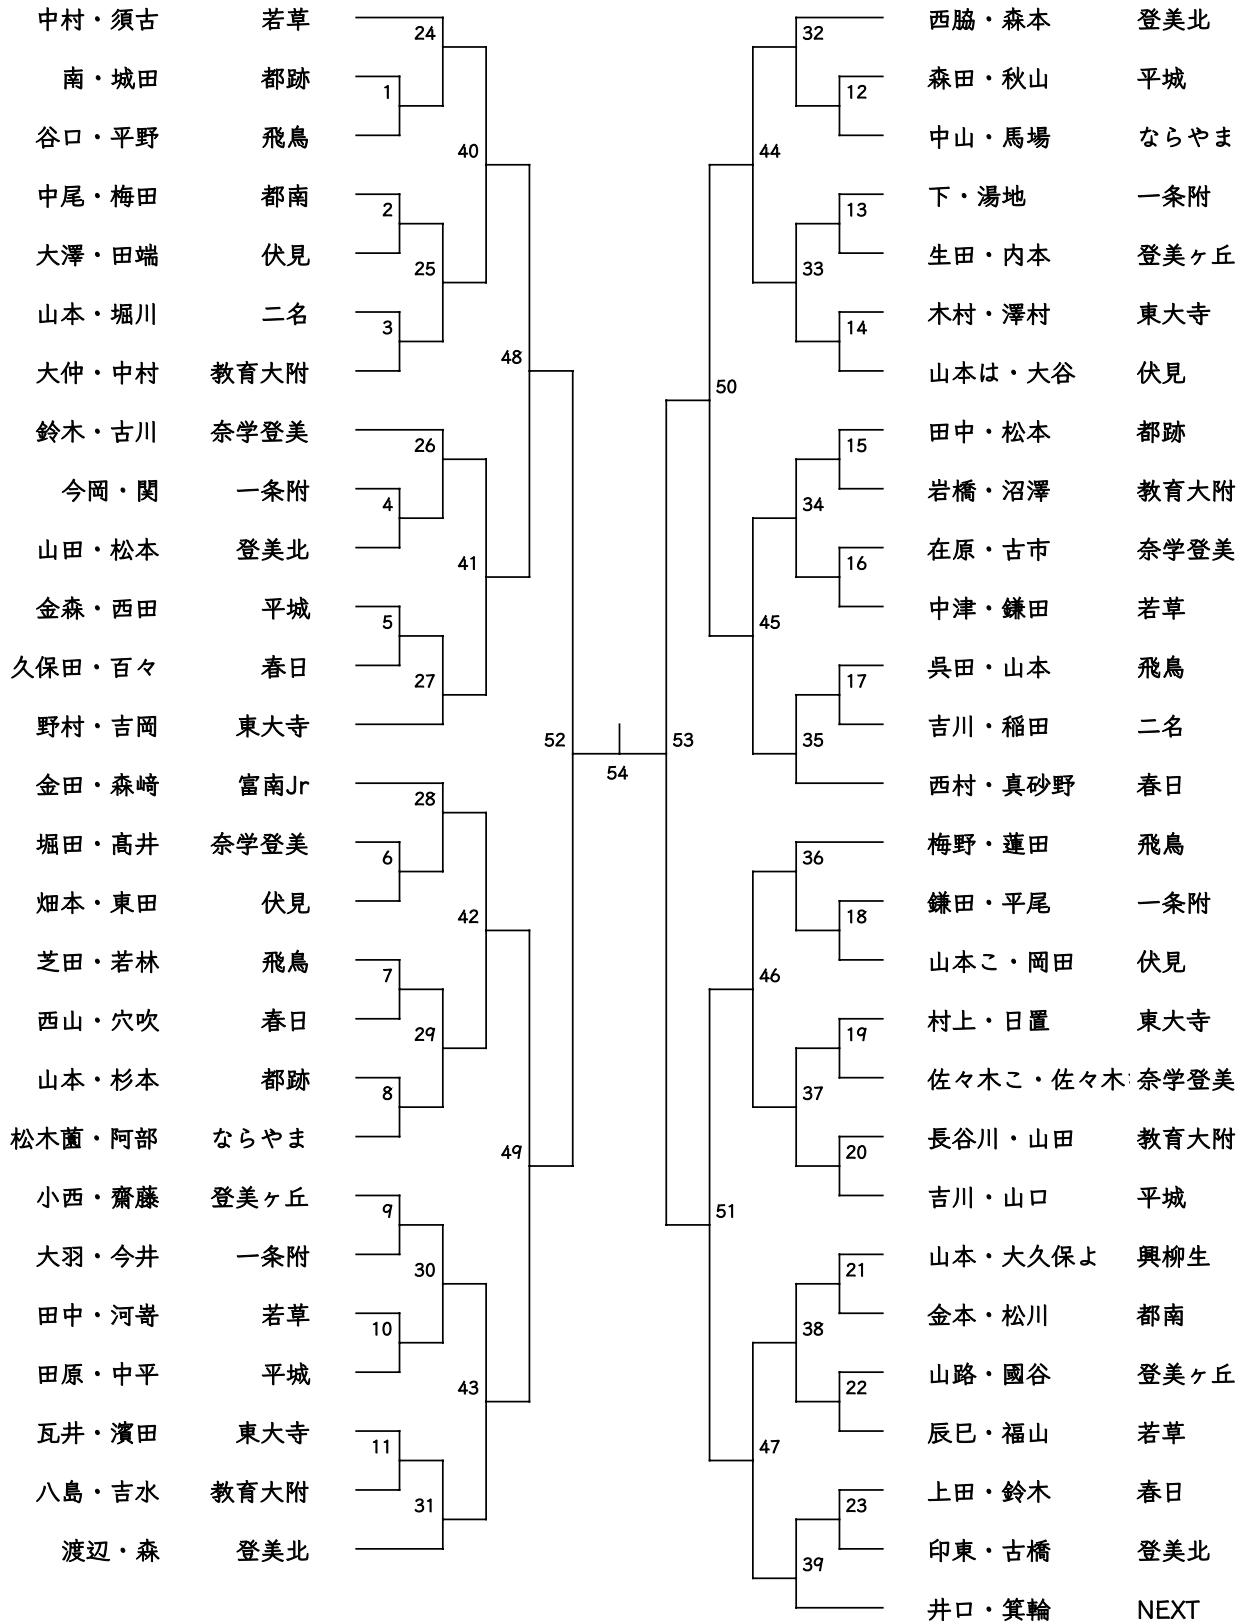 中村・須古 若草
南・城田 都跡
谷口・平野 飛鳥
中尾・梅田 都南
大澤・田端 伏見
山本・堀川 二名
大仲・中村 教育大附
鈴木・古川 奈学登美
今岡・関 一条附
山田・松本 登美北
金森・西田 平城
久保田・百々 春日
野村・吉岡 東大寺
金田・森﨑 富南Jr
堀田・髙井 奈学登美
畑本・東田 伏見
芝田・若林 飛鳥
西山・穴吹 春日
山本・杉本 都跡
松木薗・阿部 ならやま
小西・齋藤 登美ヶ丘
大羽・今井 一条附
田中・河嵜 若草
田原・中平 平城
瓦井・濱田 東大寺
八島・吉水 教育大附
渡辺・森 登美北
24
1
40
2
25
3
48
26
4
41
5
27
52
28
6
42
7
29
8
49
9
30
10
43
11
31
54
32
12
44
13
33
14
50
15
34
16
45
17
35
53
36
18
46
19
37
20
51
21
38
22
47
23
39
西脇・森本 登美北
森田・秋山 平城
中山・馬場 ならやま
下・湯地 一条附
生田・内本 登美ヶ丘
木村・澤村 東大寺
山本は・大谷 伏見
田中・松本 都跡
岩橋・沼澤 教育大附
在原・古市 奈学登美
中津・鎌田 若草
呉田・山本 飛鳥
吉川・稲田 二名
西村・真砂野 春日
梅野・蓮田 飛鳥
鎌田・平尾 一条附
山本こ・岡田 伏見
村上・日置 東大寺
佐々木こ・佐々木 奈学登美
長谷川・山田 教育大附
吉川・山口 平城
山本・大久保よ 興柳生
金本・松川 都南
山路・國谷 登美ヶ丘
辰巳・福山 若草
上田・鈴木 春日
印東・古橋 登美北
井口・箕輪 NEXT